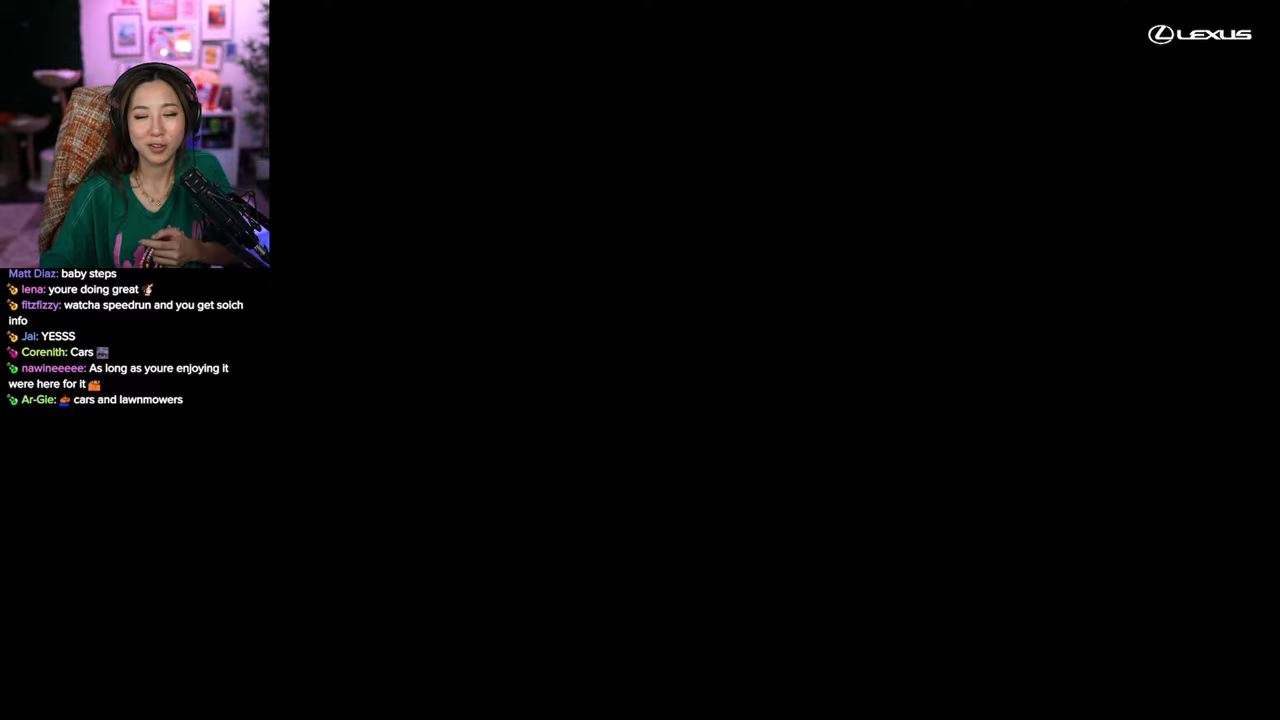 LEXUS
Matt Diaz: baby steps
lena: youre doing great
fitzfizzy: watcha speedrun and you get soich
info
Jai: YESSS
Corenith: Cars
nawineeeee: As long as youre enjoying it
were here for it
Ar-Gie: cars and lawnmowers